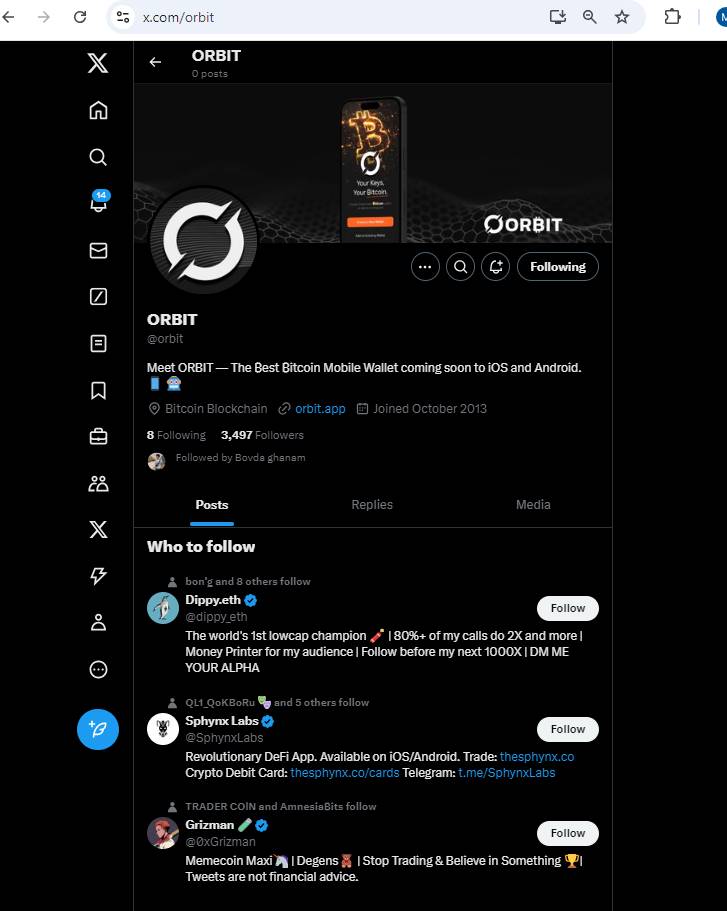 x.com/orbit
ORBIT
0 posts
Your Keys.
Your Bitcoin.
ORBIT
14
Following
ORBIT
@orbit
Meet ORBIT — The ₿est ₿itcoin Mobile Wallet coming soon to iOS and Android.
Bitcoin Blockchain orbit.app Joined October 2013
8 Following 3,497 Followers
Followed by Bovda ghanam
Posts Replies Media
Who to follow
bon'g and 8 others follow
Dippy.eth
@dippy_eth
Follow
The world's 1st lowcap champion 🧨 | 80%+ of my calls do 2X and more |
Money Printer for my audience | Follow before my next 1000X | DM ME
YOUR ALPHA
QL1_QoKBoRu 🎭 and 5 others follow
Sphynx Labs
@SphynxLabs
Follow
Revolutionary DeFi App. Available on iOS/Android. Trade: thesphynx.co
Crypto Debit Card: thesphynx.co/cards Telegram: t.me/SphynxLabs
TRADER COİN and AmnesiaBits follow
Grizman 🧪
@0xGrizman
Follow
Memecoin Maxi 🦄 | Degens 🧸 | Stop Trading & Believe in Something 🏆|
Tweets are not financial advice.